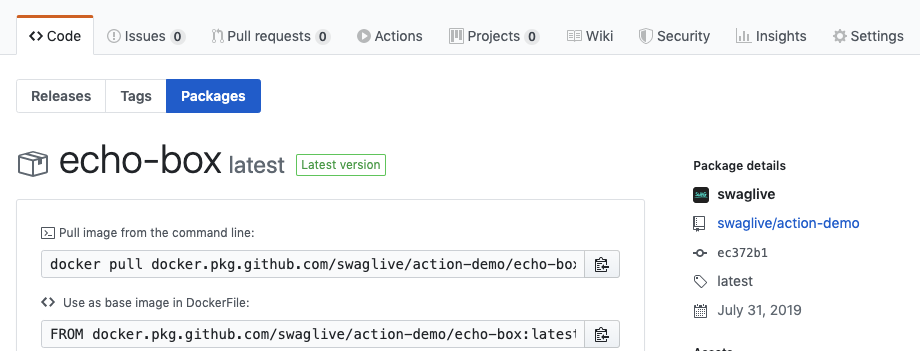 Code Issues 0 Pull requests 0 Actions Projects 0 Wiki Security Insights Settings
Releases Tags Packages
echo-box latest Latest version
Pull image from the command line:
docker pull docker.pkg.github.com/swaglive/action-demo/echo-box
Use as base image in DockerFile:
FROM docker.pkg.github.com/swaglive/action-demo/echo-box:latest
Package details
swaglive
swaglive/action-demo
ec372b1
latest
July 31, 2019